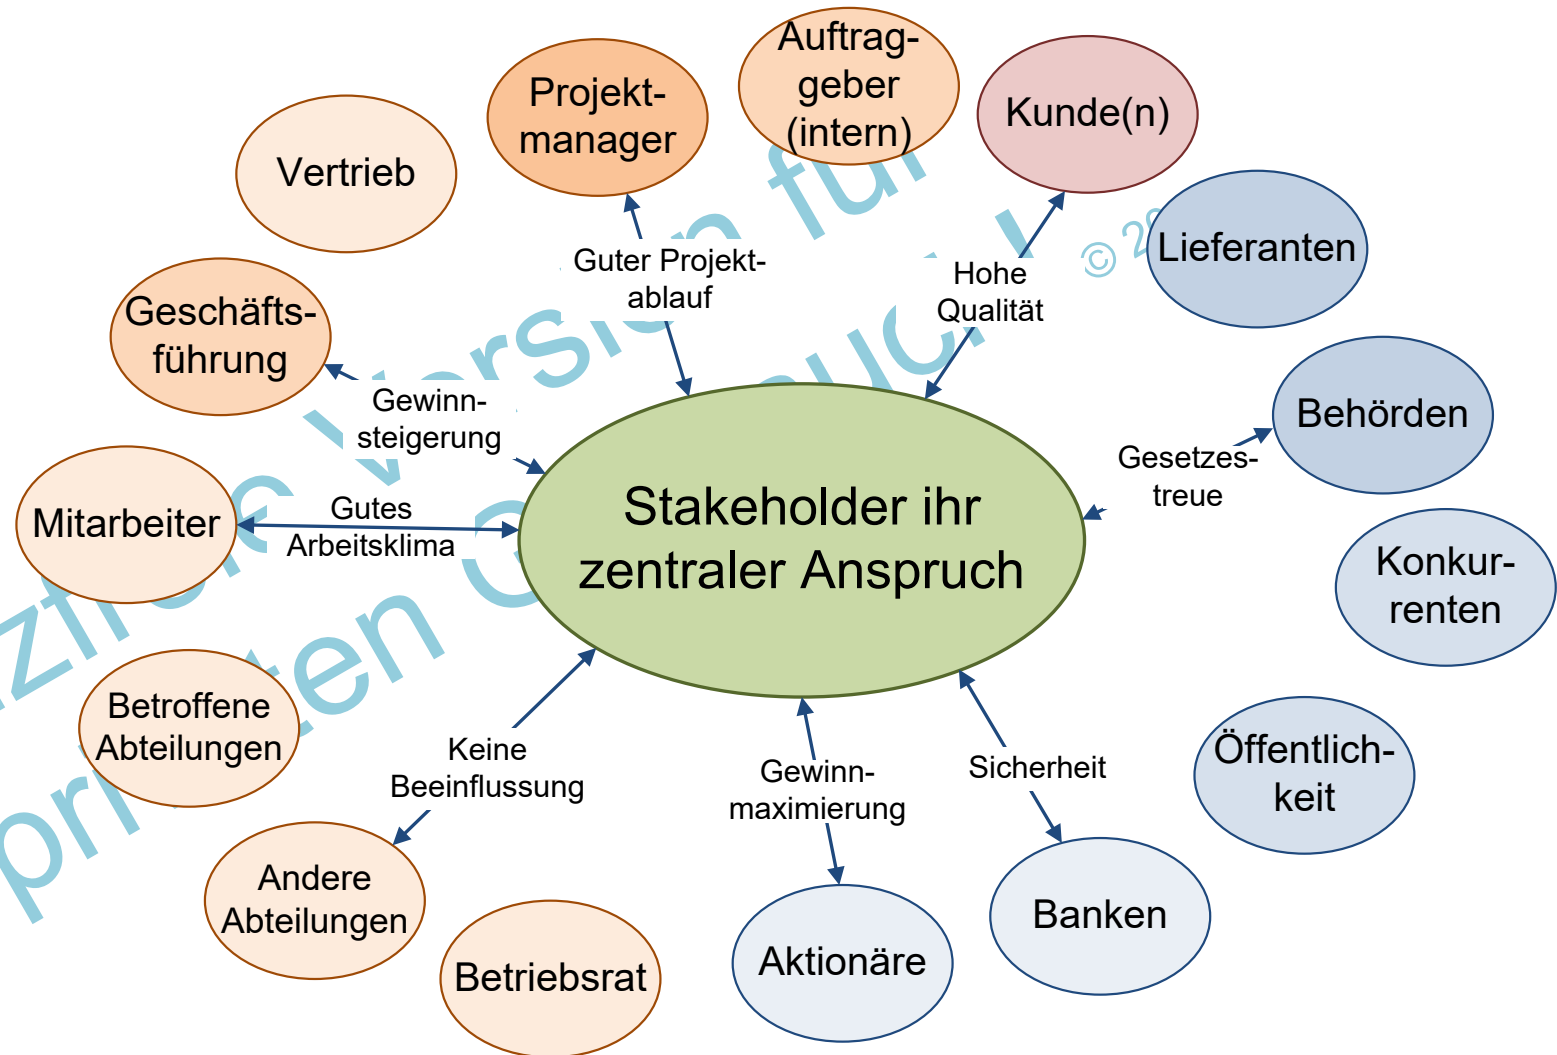 Auftrag-
geber
(intern)
Projekt-
manager
Kunde(n)
Vertrieb
Lieferanten
Guter Projekt-
ablauf
Hohe
Qualität
©
Geschäfts-
führung
Gewinn-
steigerung
Behörden
Gesetzes-
treue
Mitarbeiter
Gutes
Arbeitsklima
Stakeholder ihr
zentraler Anspruch
Konkur-
renten
Betroffene
Abteilungen
Keine
Beeinflussung
Gewinn-
maximierung
Sicherheit
Öffentlich-
keit
Andere
Abteilungen
Betriebsrat
Aktionäre
Banken